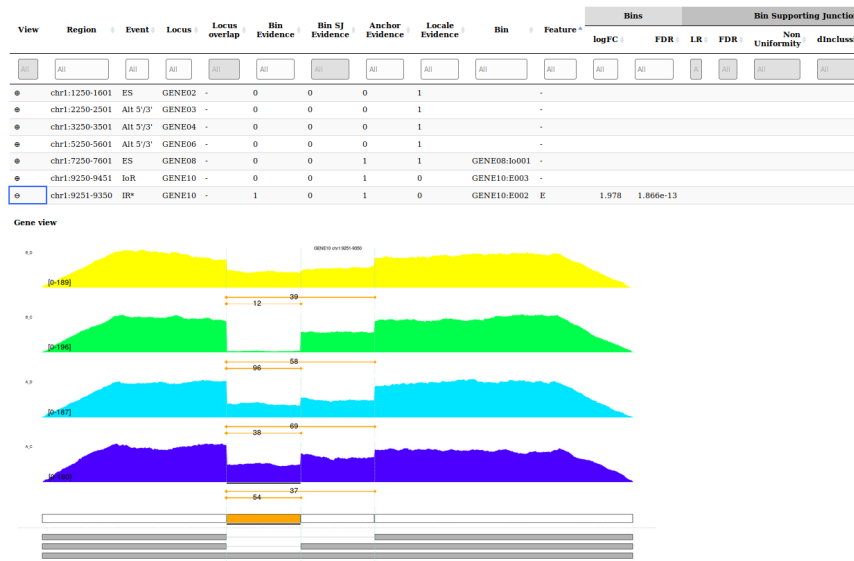 Bins Bin Supporting Junction
View Region Event Locus Locus overlap Bin Evidence Bin SJ Evidence Anchor Evidence Locale Evidence Bin Feature logFC FDR LR FDR Non Uniformity dInclussi
All All All All All All All All All All All All All A All All All
chr1:1250-1601 ES GENE02 - 0 0 0 1 -
chr1:2250-2501 Alt 5'/3' GENE03 - 0 0 0 1 -
chr1:3250-3501 Alt 5'/3' GENE04 - 0 0 0 1 -
chr1:5250-5601 Alt 5'/3' GENE06 - 0 0 0 1 -
chr1:7250-7601 ES GENE08 - 0 0 1 1 GENE08:Io001 -
chr1:9250-9451 IoR GENE10 - 0 0 1 0 GENE10:E003 -
chr1:9251-9350 IR* GENE10 - 1 0 1 0 GENE10:E002 E 1.978 1.866e-13
Gene view
GENE10 chr1:9251-9350
[0-189]
39
12
[0-196]
58
96
[0-187]
69
38
37
54